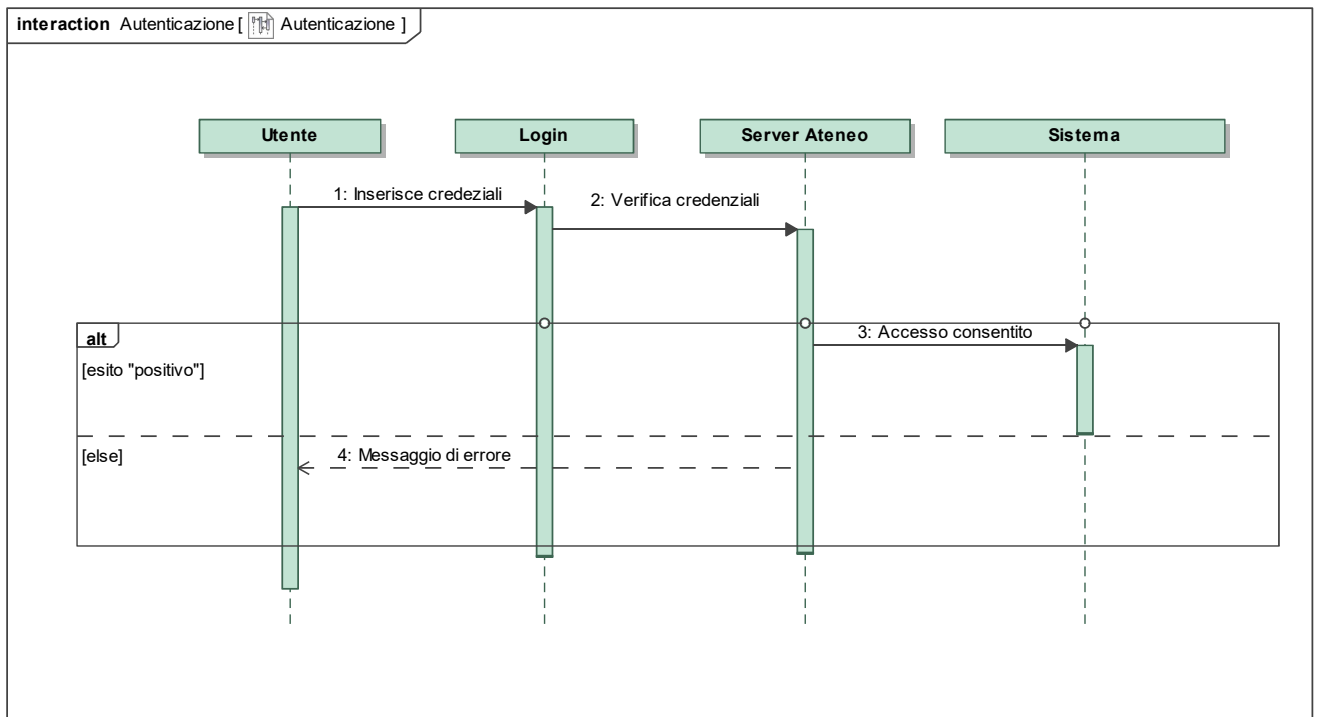 interaction Autenticazione [ Autenticazione ]
Utente
Login
Server Ateneo
Sistema
1: Inserisce credeziali
2: Verifica credenziali
alt
3: Accesso consentito
[esito "positivo"]
[else]
4: Messaggio di errore